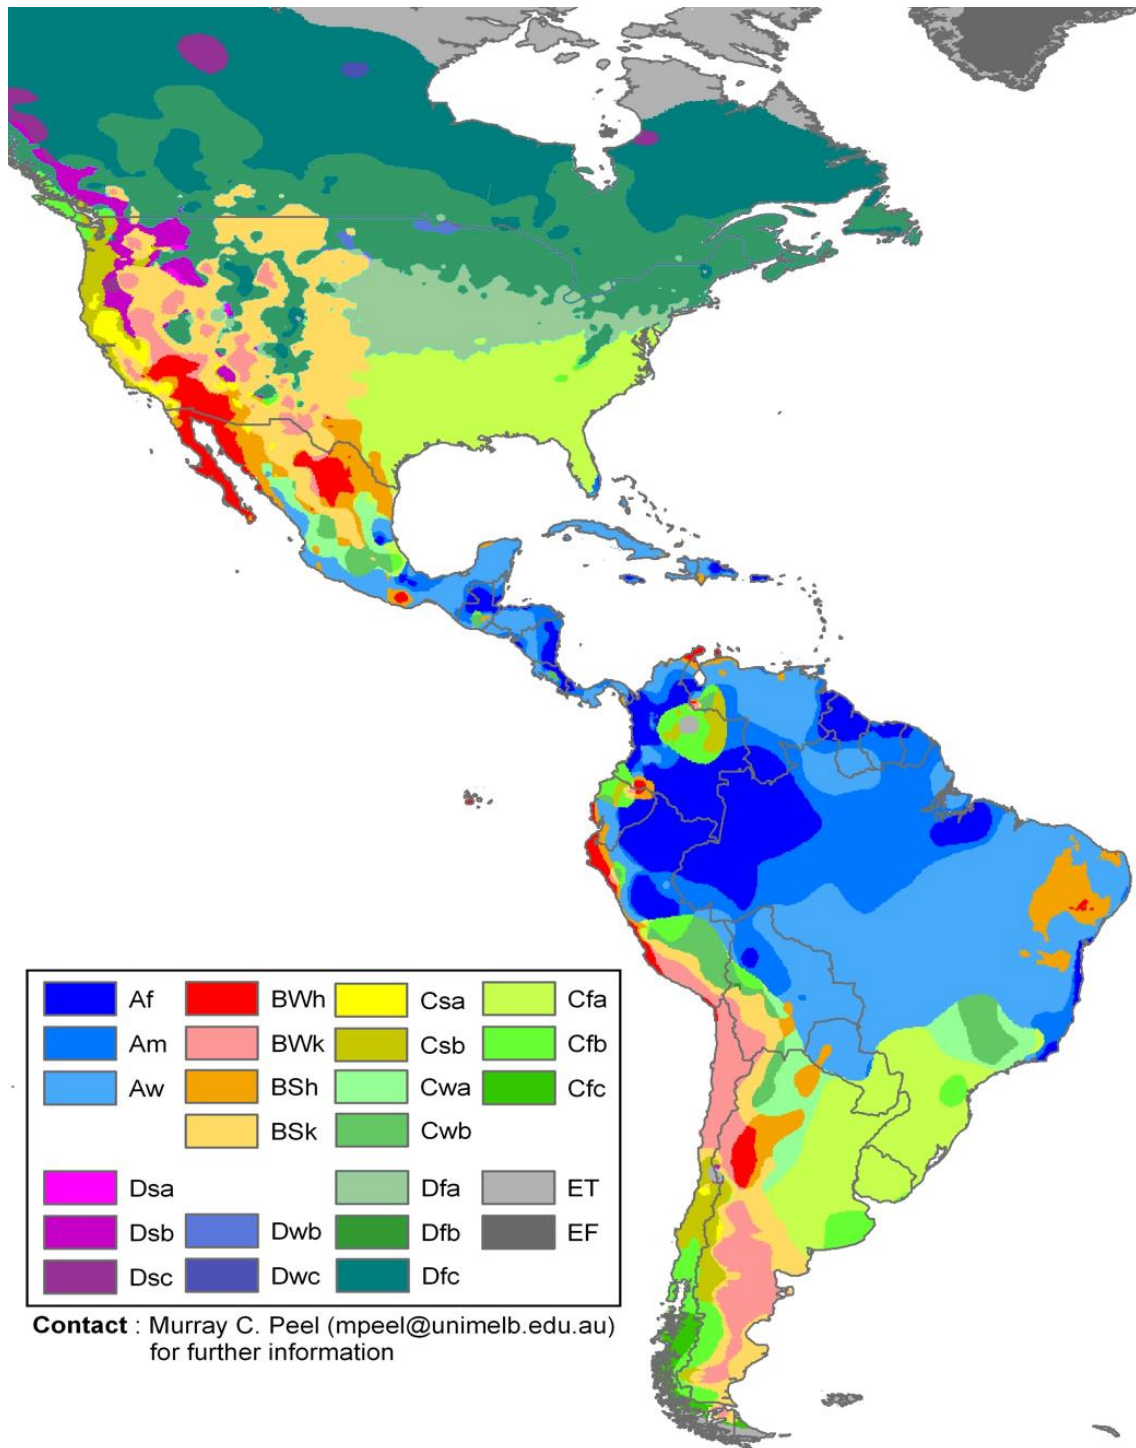 Af BWh Csa Cfa
Am BWk Csb Cfb
Aw BSh Cwa Cfc
BSk Cwb
Dsa Dfa ET
Dsb Dwb Dfb EF
Dsc Dwc Dfc
Contact : Murray C. Peel (mpeel@unimelb.edu.au)
for further information